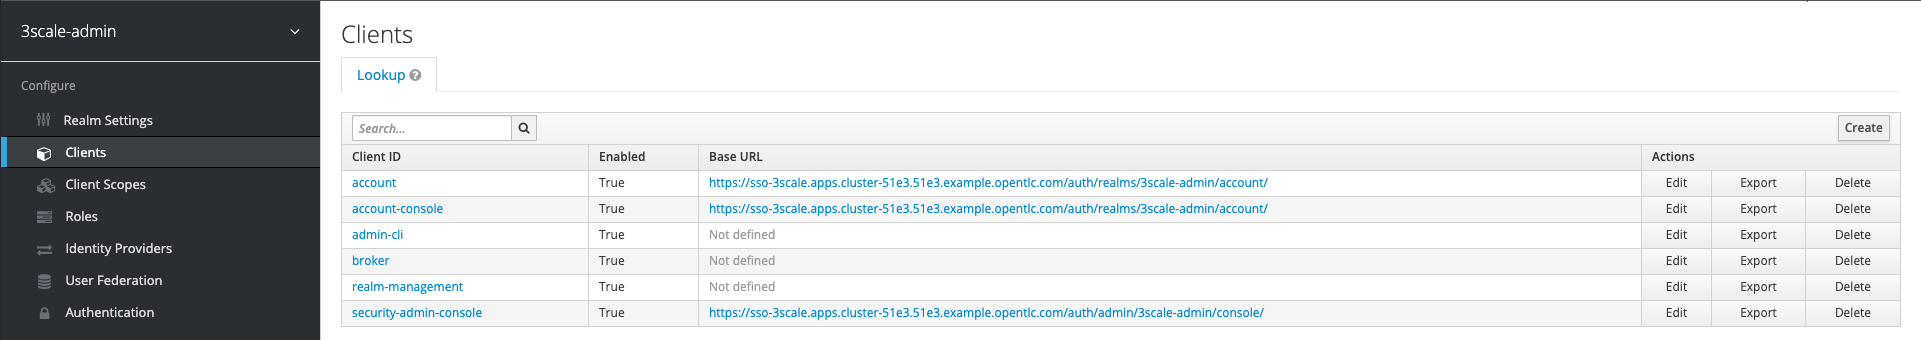 3scale-admin
Configure
Realm Settings
Clients
Client Scopes
Roles
Identity Providers
User Federation
Authentication
Clients
Lookup ?
Search...
Create
Client ID Enabled Base URL Actions
account True https://sso-3scale.apps.cluster-51e3.51e3.example.opentlc.com/auth/realms/3scale-admin/account/ Edit Export Delete
account-console True https://sso-3scale.apps.cluster-51e3.51e3.example.opentlc.com/auth/realms/3scale-admin/account/ Edit Export Delete
admin-cli True Not defined Edit Export Delete
broker True Not defined Edit Export Delete
realm-management True Not defined Edit Export Delete
security-admin-console True https://sso-3scale.apps.cluster-51e3.51e3.example.opentlc.com/auth/admin/3scale-admin/console/ Edit Export Delete